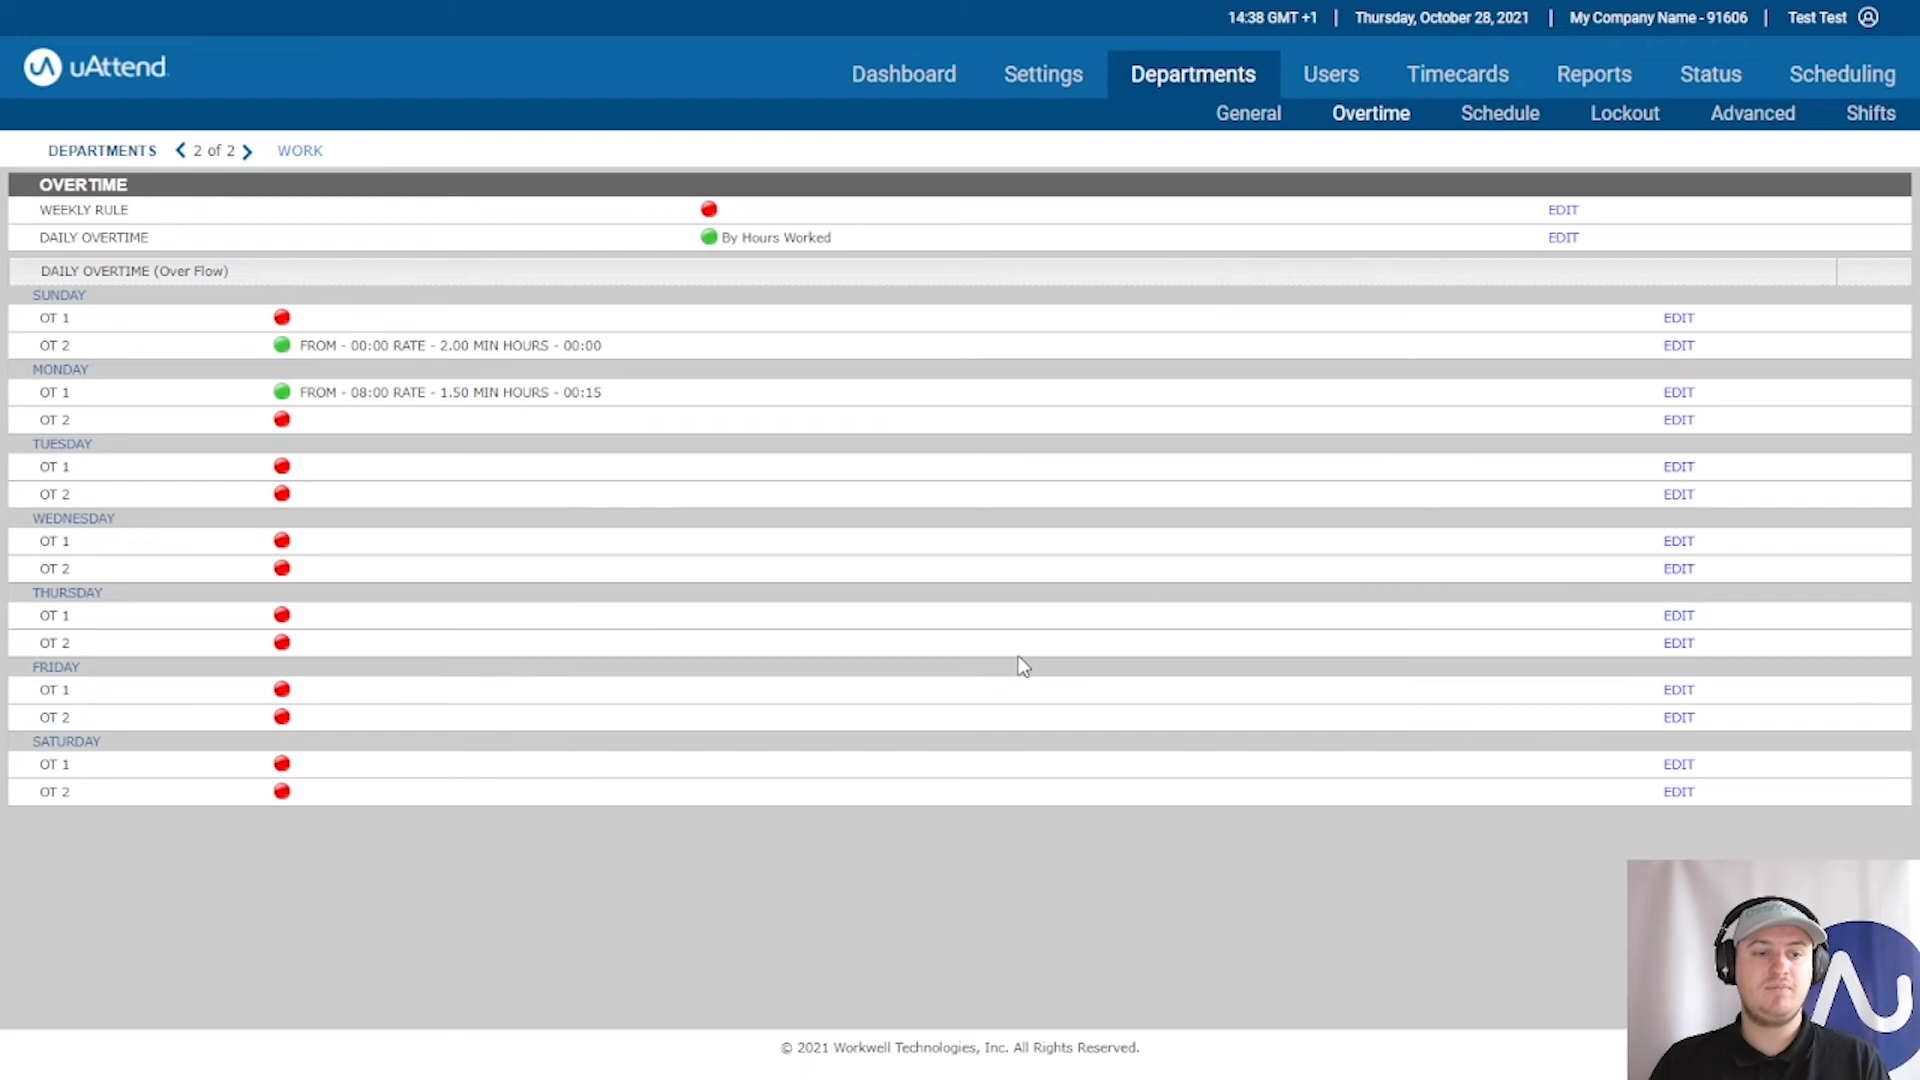 14:38 GMT +1 | Thursday, October 28, 2021 | My Company Name - 91606 | Test Test
uAttend
Dashboard Settings Departments Users Timecards Reports Status Scheduling
General Overtime Schedule Lockout Advanced Shifts
DEPARTMENTS 2 of 2 WORK
OVERTIME
WEEKLY RULE EDIT
DAILY OVERTIME By Hours Worked EDIT
DAILY OVERTIME (Over Flow)
SUNDAY
OT 1 EDIT
OT 2 FROM - 00:00 RATE - 2.00 MIN HOURS - 00:00 EDIT
MONDAY
OT 1 FROM - 08:00 RATE - 1.50 MIN HOURS - 00:15 EDIT
OT 2 EDIT
TUESDAY
OT 1 EDIT
OT 2 EDIT
WEDNESDAY
OT 1 EDIT
OT 2 EDIT
THURSDAY
OT 1 EDIT
OT 2 EDIT
FRIDAY
OT 1 EDIT
OT 2 EDIT
SATURDAY
OT 1 EDIT
OT 2 EDIT
© 2021 Workwell Technologies, Inc. All Rights Reserved.